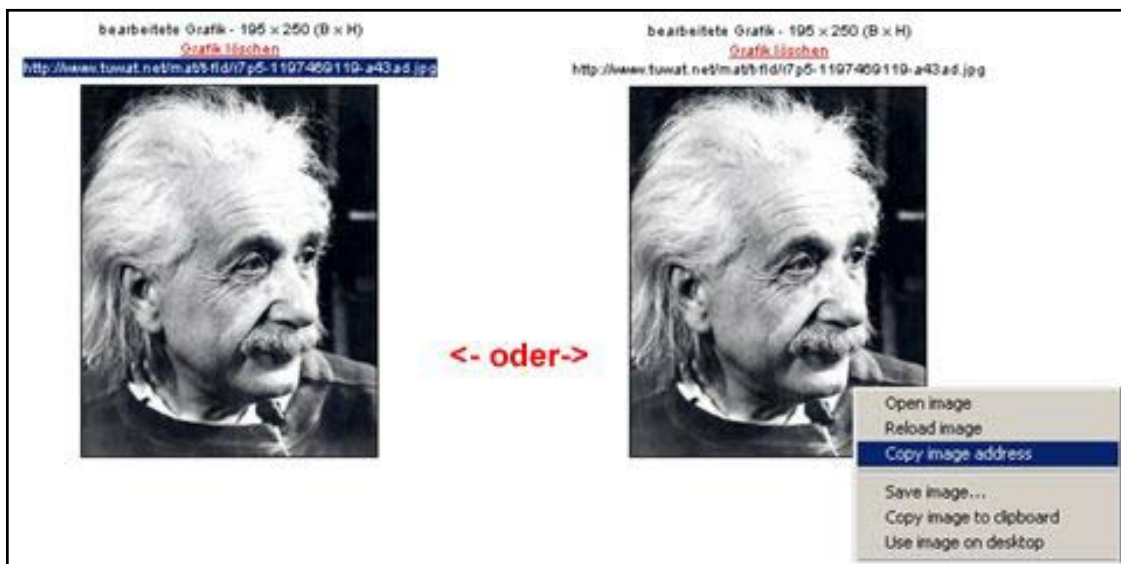 bearbeitete Grafik - 195 x 250 (B x H)
Grafik löschen
http://www.tuwat.net/mat/t-fld/i7p5-1197469119-a43ad.jpg
bearbeitete Grafik - 195 x 250 (B x H)
Grafik löschen
http://www.tuwat.net/mat/t-fld/i7p5-1197469119-a43ad.jpg
<- oder->
Open image
Reload image
Copy image address
Save image...
Copy image to clipboard
Use image on desktop